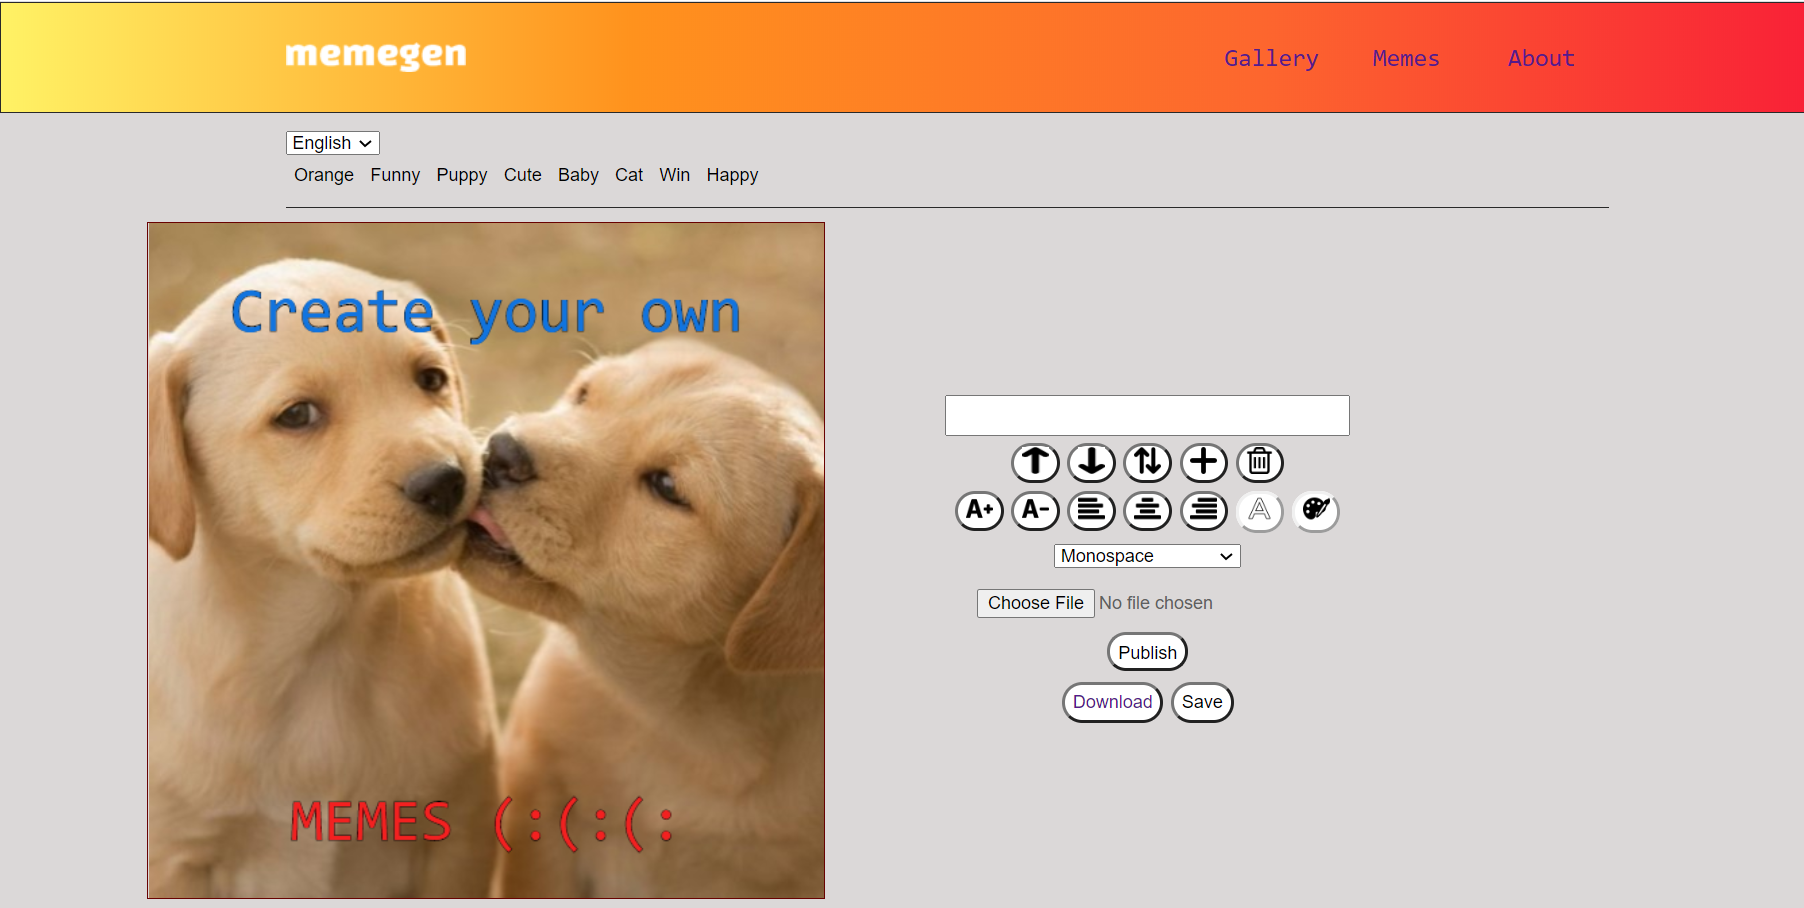 memegen
Gallery Memes About
English
Orange Funny Puppy Cute Baby Cat Win Happy
Create your own
MEMES (:(:(:
A+ A- A
Monospace
Choose File No file chosen
Publish
Download Save